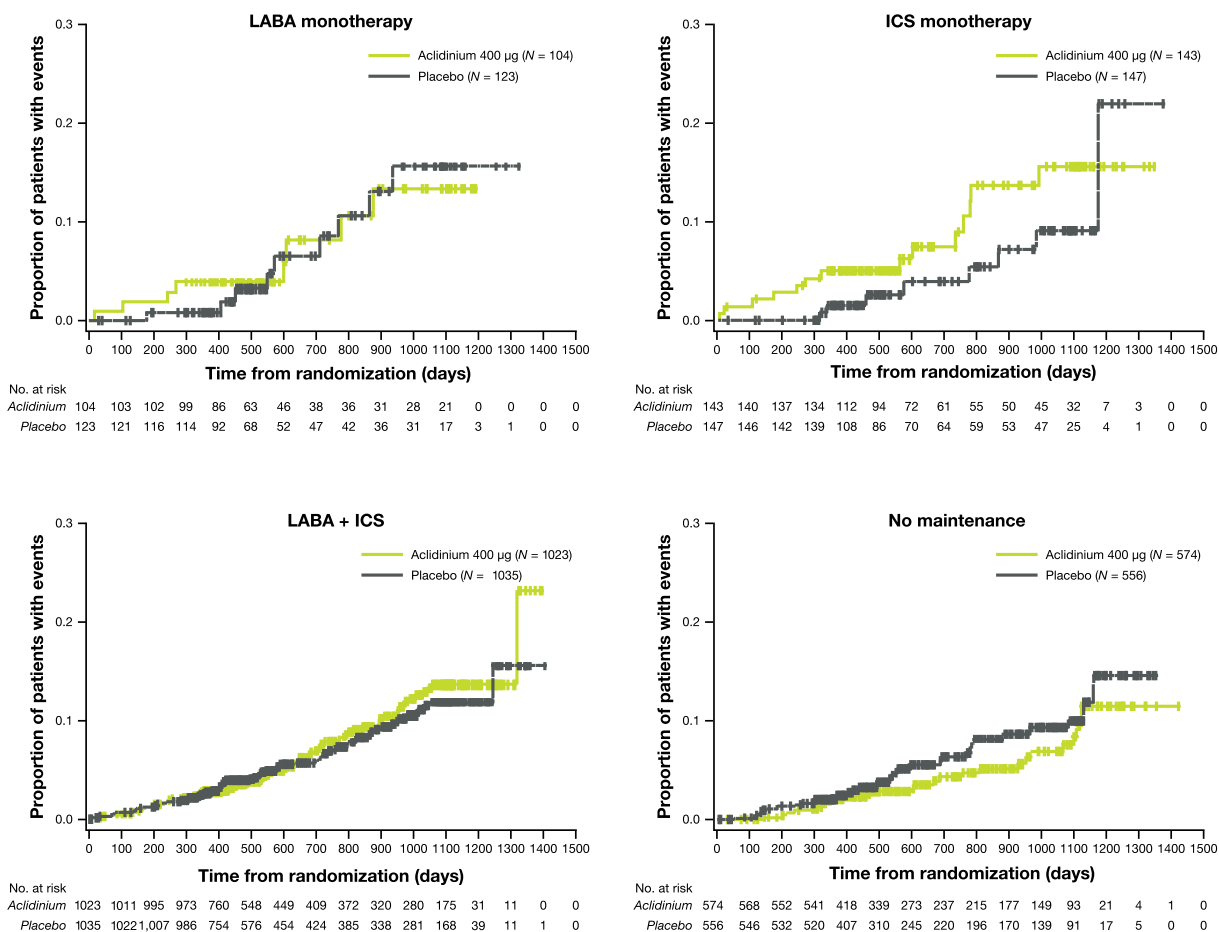 LABA monotherapy
Proportion of patients with events
0.3
0.2
0.1
0.0
Aclidinium 400 µg (N = 104)
Placebo (N = 123)
0 100 200 300 400 500 600 700 800 900 1000 1100 1200 1300 1400 1500
Time from randomization (days)
No. at risk
Aclidinium 104 103 102 99 86 63 46 38 36 31 28 21 0 0 0 0
Placebo 123 121 116 114 92 68 52 47 42 36 31 17 3 1 0 0
ICS monotherapy
Proportion of patients with events
0.3
0.2
0.1
0.0
Aclidinium 400 µg (N = 143)
Placebo (N = 147)
0 100 200 300 400 500 600 700 800 900 1000 1100 1200 1300 1400 1500
Time from randomization (days)
No. at risk
Aclidinium 143 140 137 134 112 94 72 61 55 50 45 32 7 3 0 0
Placebo 147 146 142 139 108 86 70 64 59 53 47 25 4 1 0 0
LABA + ICS
Proportion of patients with events
0.3
0.2
0.1
0.0
Aclidinium 400 µg (N = 1023)
Placebo (N = 1035)
0 100 200 300 400 500 600 700 800 900 1000 1100 1200 1300 1400 1500
Time from randomization (days)
No. at risk
Aclidinium 1023 1011 995 973 760 548 449 409 372 320 280 175 31 11 0 0
Placebo 1035 1022 1,007 986 754 576 454 424 385 338 281 168 39 11 1 0
No maintenance
Proportion of patients with events
0.3
0.2
0.1
0.0
Aclidinium 400 µg (N = 574)
Placebo (N = 556)
0 100 200 300 400 500 600 700 800 900 1000 1100 1200 1300 1400 1500
Time from randomization (days)
No. at risk
Aclidinium 574 568 552 541 418 339 273 237 215 177 149 93 21 4 1 0
Placebo 556 546 532 520 407 310 245 220 196 170 139 91 17 5 0 0